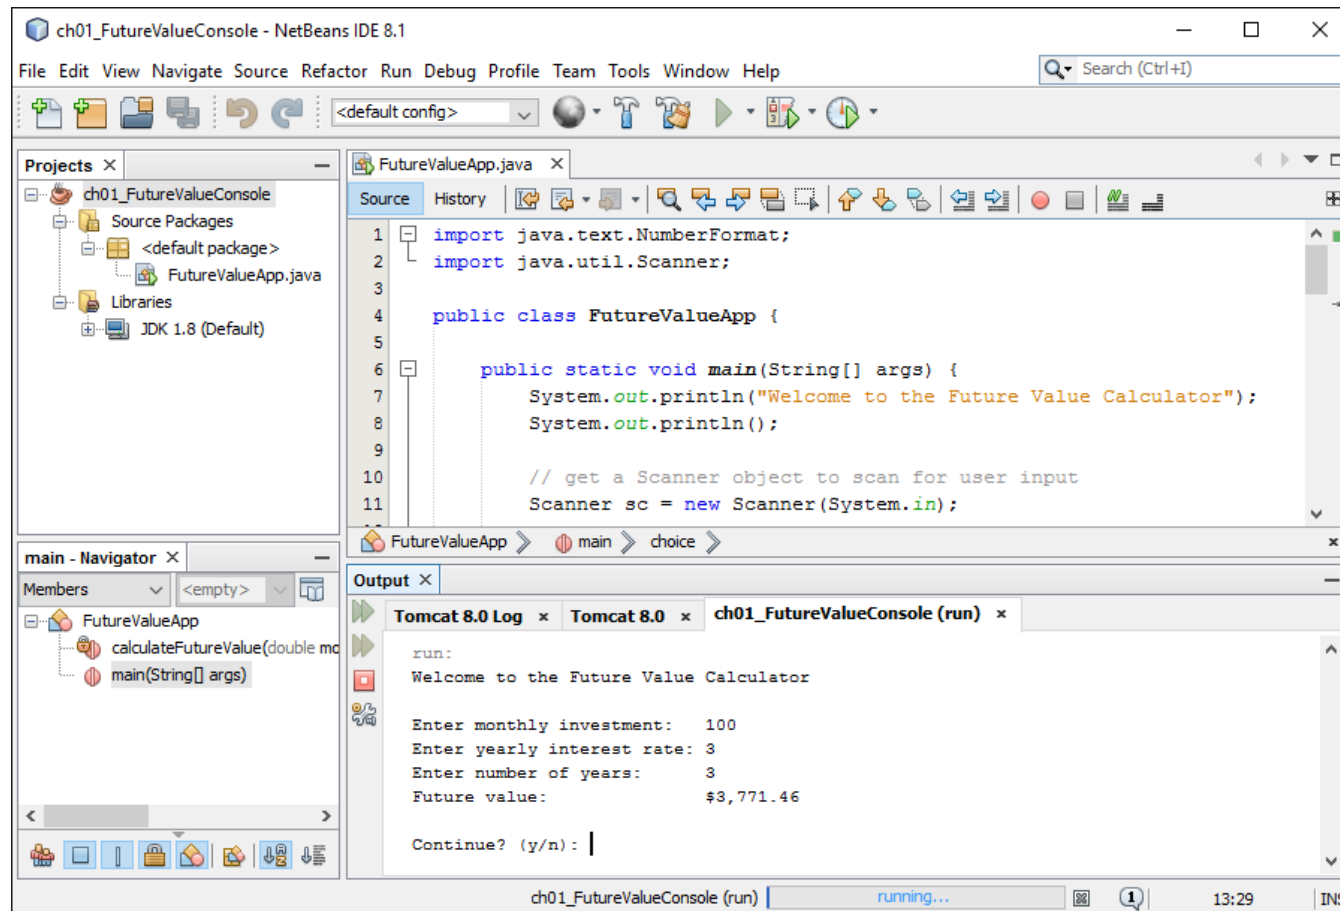 ch01_FutureValueConsole - NetBeans IDE 8.1
File Edit View Navigate Source Refactor Run Debug Profile Team Tools Window Help
Search (Ctrl+I)
<default config>
Projects
ch01_FutureValueConsole
Source Packages
<default package>
FutureValueApp.java
Libraries
JDK 1.8 (Default)
FutureValueApp.java
Source History
1 import java.text.NumberFormat;
2 import java.util.Scanner;
3
4 public class FutureValueApp {
5
6 public static void main(String[] args) {
7 System.out.println("Welcome to the Future Value Calculator");
8 System.out.println();
9
10 // get a Scanner object to scan for user input
11 Scanner sc = new Scanner(System.in);
FutureValueApp main choice
main - Navigator
Members <empty>
FutureValueApp
calculateFutureValue(double mo
main(String[] args)
Output
Tomcat 8.0 Log Tomcat 8.0 ch01_FutureValueConsole (run)
run:
Welcome to the Future Value Calculator
Enter monthly investment: 100
Enter yearly interest rate: 3
Enter number of years: 3
Future value: $3,771.46
Continue? (y/n):
ch01_FutureValueConsole (run) running... 1 13:29 INS